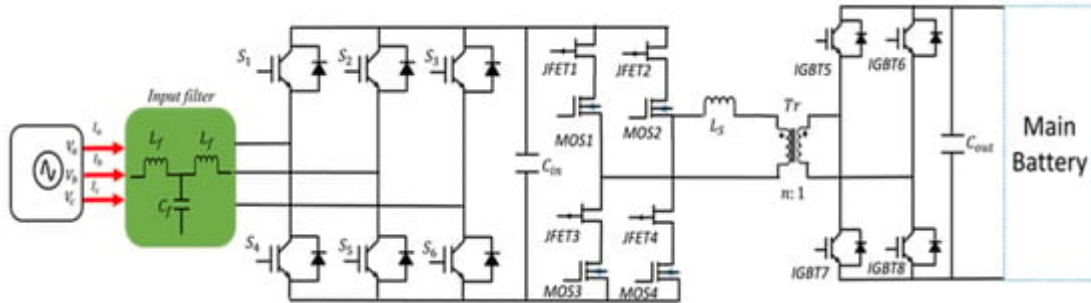 S1
S2
S3
JFET1
JFET2
IGBT5
IGBT6
Input filter
MOS1
MOS2
Ls
Tr
Lf
Lf
Ia
Va
Ib
Vb
Ic
Vc
Cf
Cin
Cout
Main
Battery
n: 1
S4
S5
S6
JFET3
JFET4
MOS3
MOS4
IGBT7
IGBT8